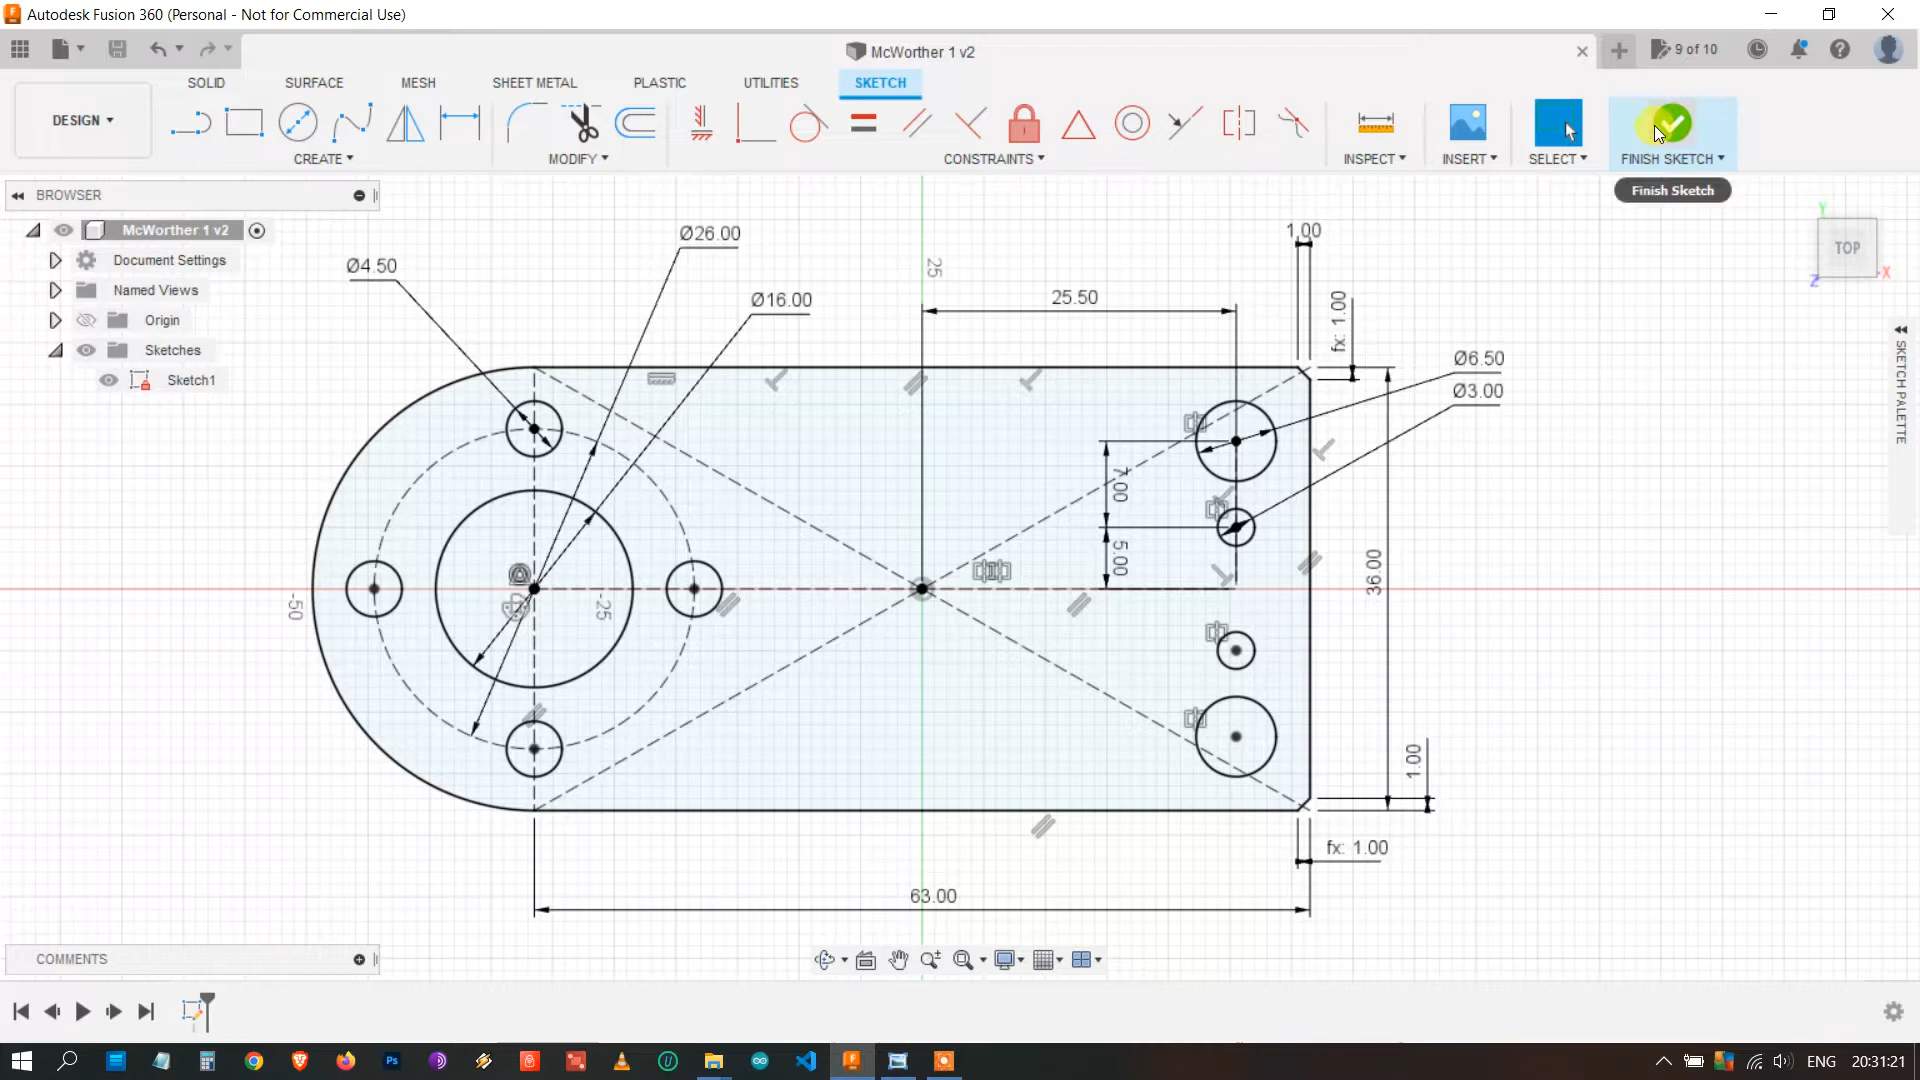 Autodesk Fusion 360 (Personal - Not for Commercial Use)
McWorther 1 v2
9 of 10
SOLID
SURFACE
MESH
SHEET METAL
PLASTIC
UTILITIES
SKETCH
DESIGN
CREATE
MODIFY
CONSTRAINTS
INSPECT
INSERT
SELECT
FINISH SKETCH
Finish Sketch
BROWSER
McWorther 1 v2
Document Settings
Named Views
Origin
Sketches
Sketch1
Ø26.00
Ø4.50
Ø16.00
25
25.50
1.00
fx: 1.00
Ø6.50
Ø3.00
7.00
5.00
36.00
-50
-25
1.00
fx: 1.00
63.00
Y
TOP
X
Z
SKETCH PALETTE
COMMENTS
Ps
ENG
20:31:21